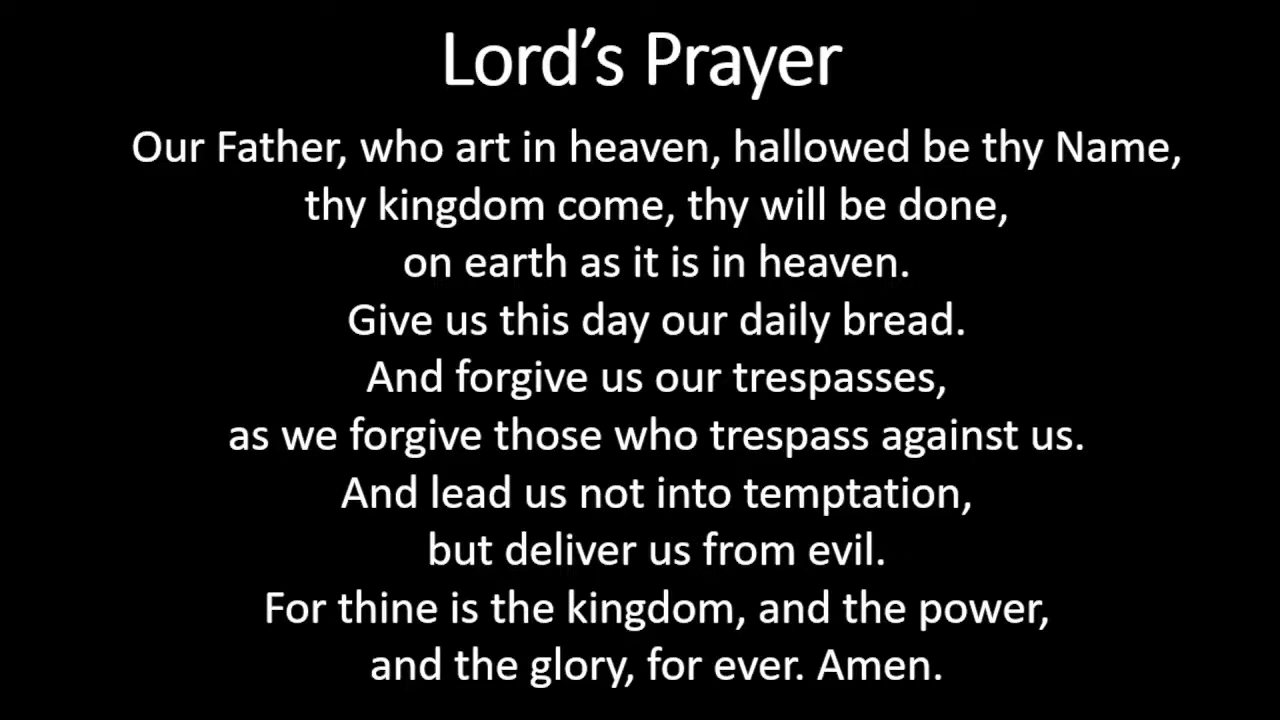 Lord’s Prayer
Our Father, who art in heaven, hallowed be thy Name,
thy kingdom come, thy will be done,
on earth as it is in heaven.
Give us this day our daily bread.
And forgive us our trespasses,
as we forgive those who trespass against us.
And lead us not into temptation,
but deliver us from evil.
For thine is the kingdom, and the power,
and the glory, for ever. Amen.